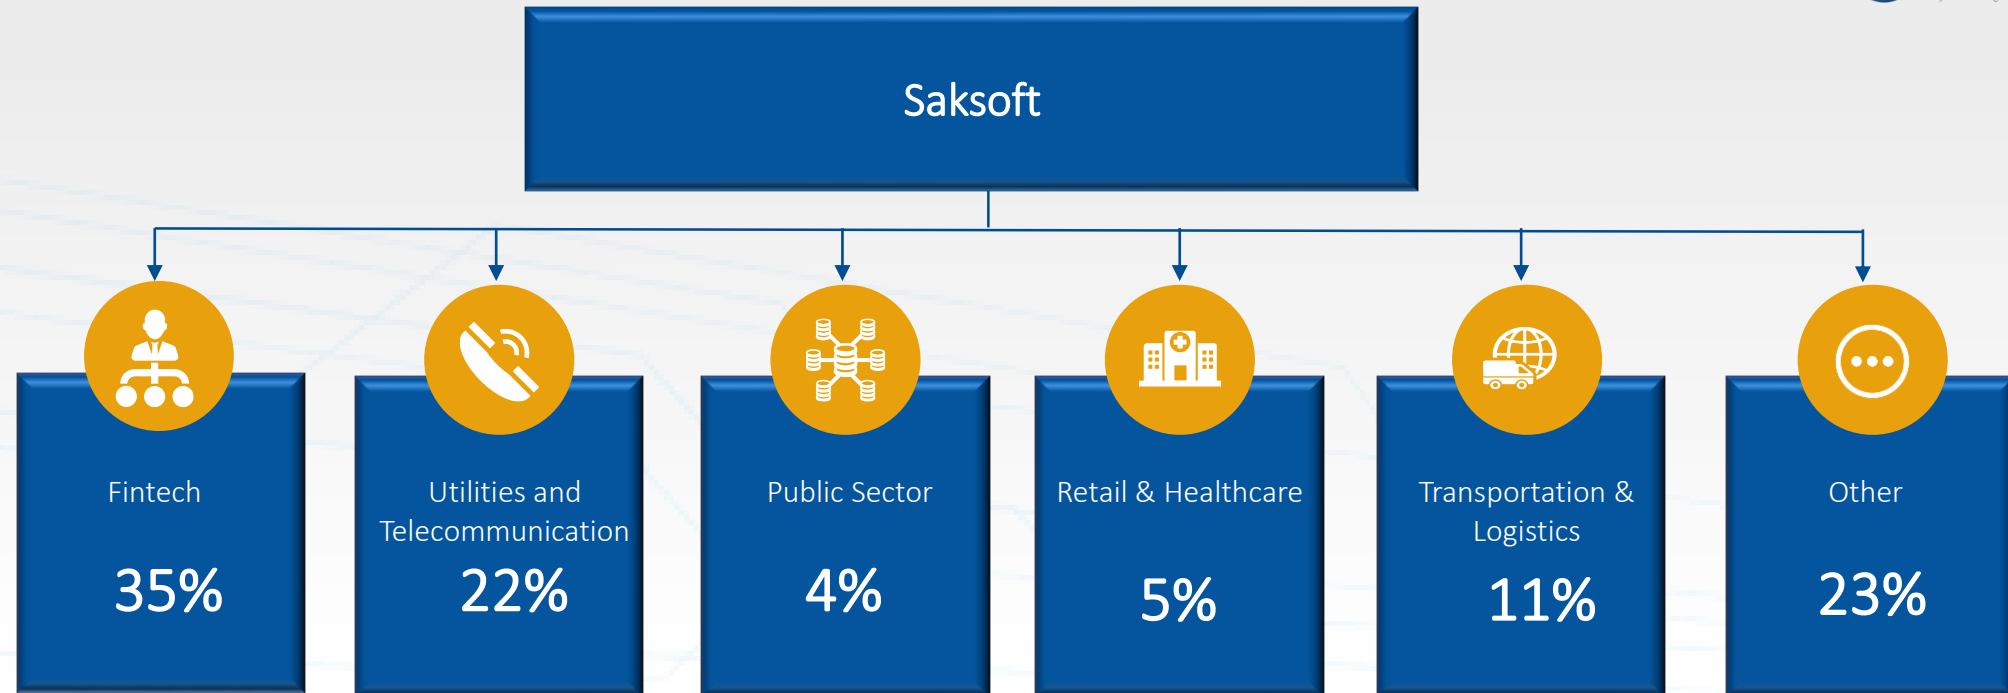 Saksoft
Fintech
35%
Utilities and
Telecommunication
22%
Public Sector
4%
Retail & Healthcare
5%
Transportation &
Logistics
11%
Other
23%